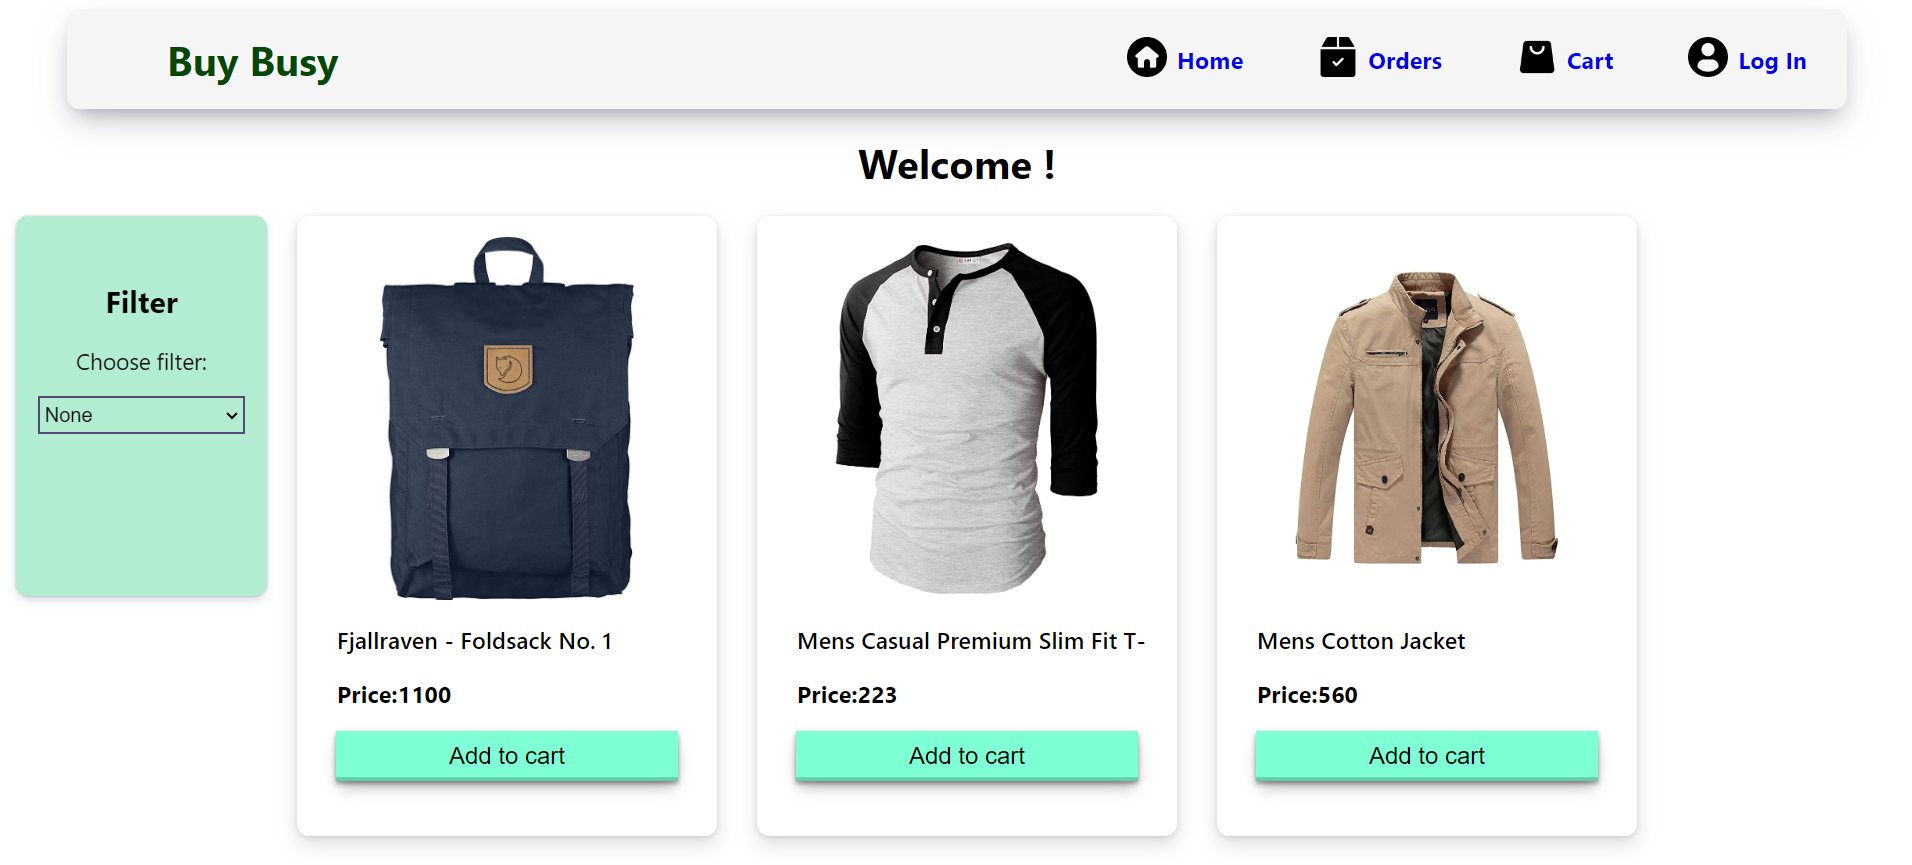 Buy Busy
Home
Orders
Cart
Log In
Welcome !
Filter
Choose filter:
None
Fjallraven - Foldsack No. 1
Price:1100
Add to cart
Mens Casual Premium Slim Fit T-
Price:223
Add to cart
Mens Cotton Jacket
Price:560
Add to cart